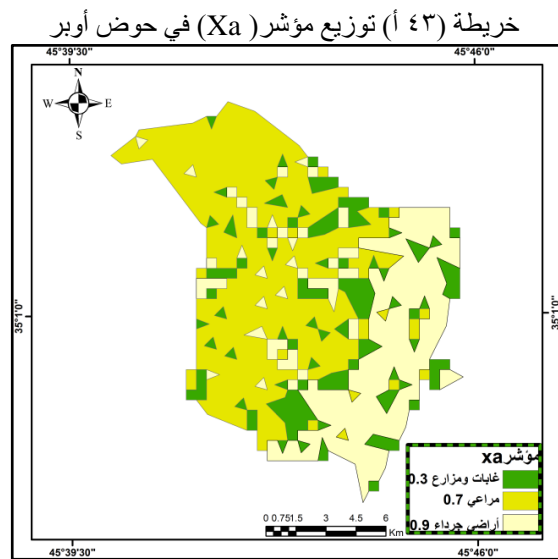 خريطة (٤٣ أ) توزيع مؤشر( Xa) في حوض أوبر
45°39'30" 45°46'0"
N
W E
S
35°1'0" 35°1'0"
مؤشر xa
غابات ومزارع 0.3
مراعي 0.7
أراضي جرداء 0.9
0 0.75 1.5 3 4.5 6
Km
45°39'30" 45°46'0"